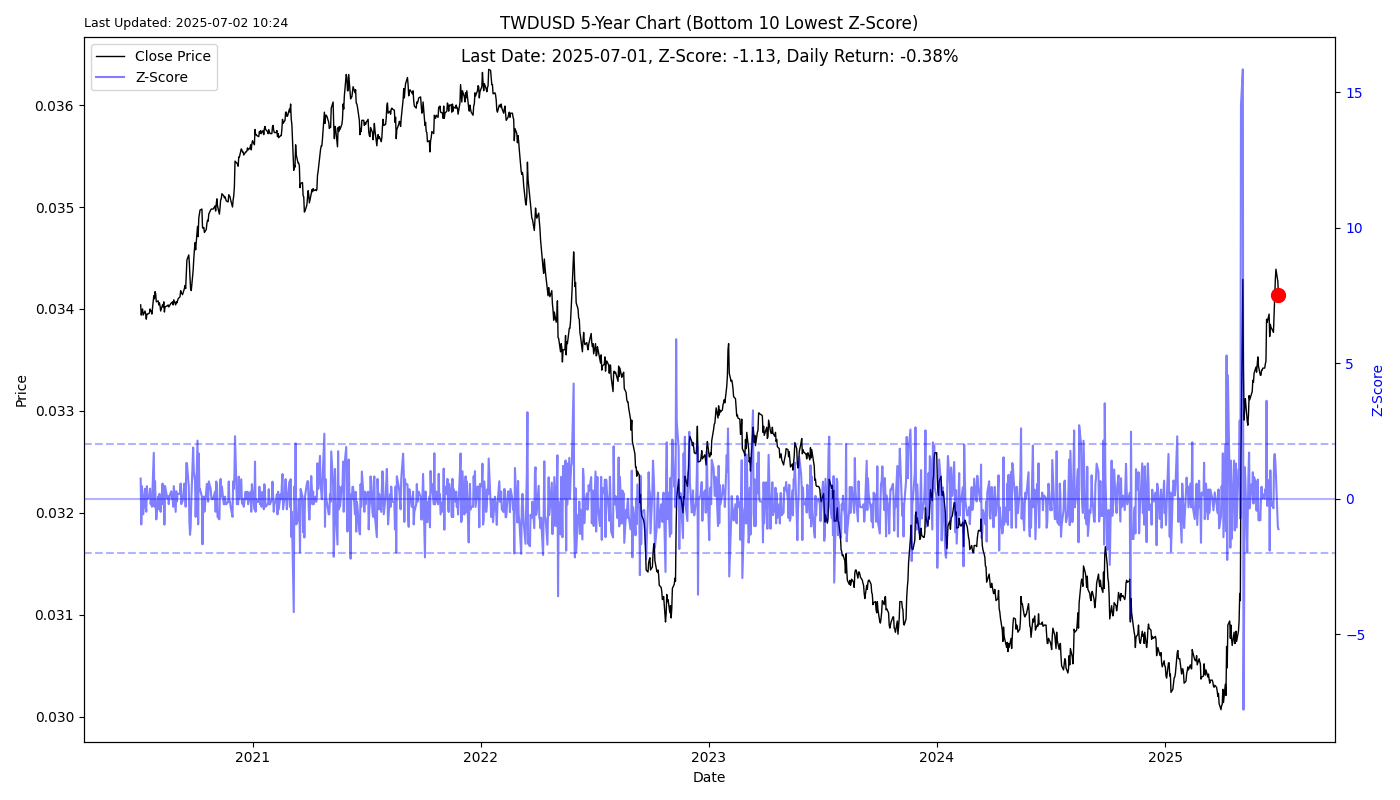 Last Updated: 2025-07-02 10:24
TWDUSD 5-Year Chart (Bottom 10 Lowest Z-Score)
Last Date: 2025-07-01, Z-Score: -1.13, Daily Return: -0.38%
Close Price
Z-Score
0.036
0.035
0.034
0.033
0.032
0.031
0.030
Price
15
10
5
0
−5
Z-Score
2021 2022 2023 2024 2025
Date